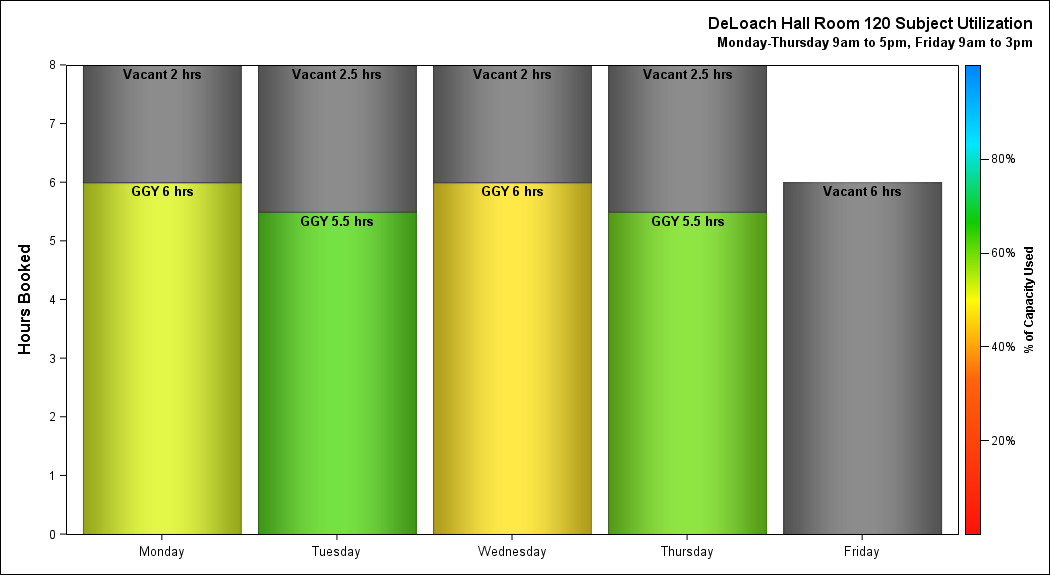 DeLoach Hall Room 120 Subject Utilization
Monday-Thursday 9am to 5pm, Friday 9am to 3pm
Hours Booked
8
7
6
5
4
3
2
1
0
Vacant 2 hrs
GGY 6 hrs
Vacant 2.5 hrs
GGY 5.5 hrs
Vacant 2 hrs
GGY 6 hrs
Vacant 2.5 hrs
GGY 5.5 hrs
Vacant 6 hrs
Monday
Tuesday
Wednesday
Thursday
Friday
80%
60%
40%
20%
% of Capacity Used